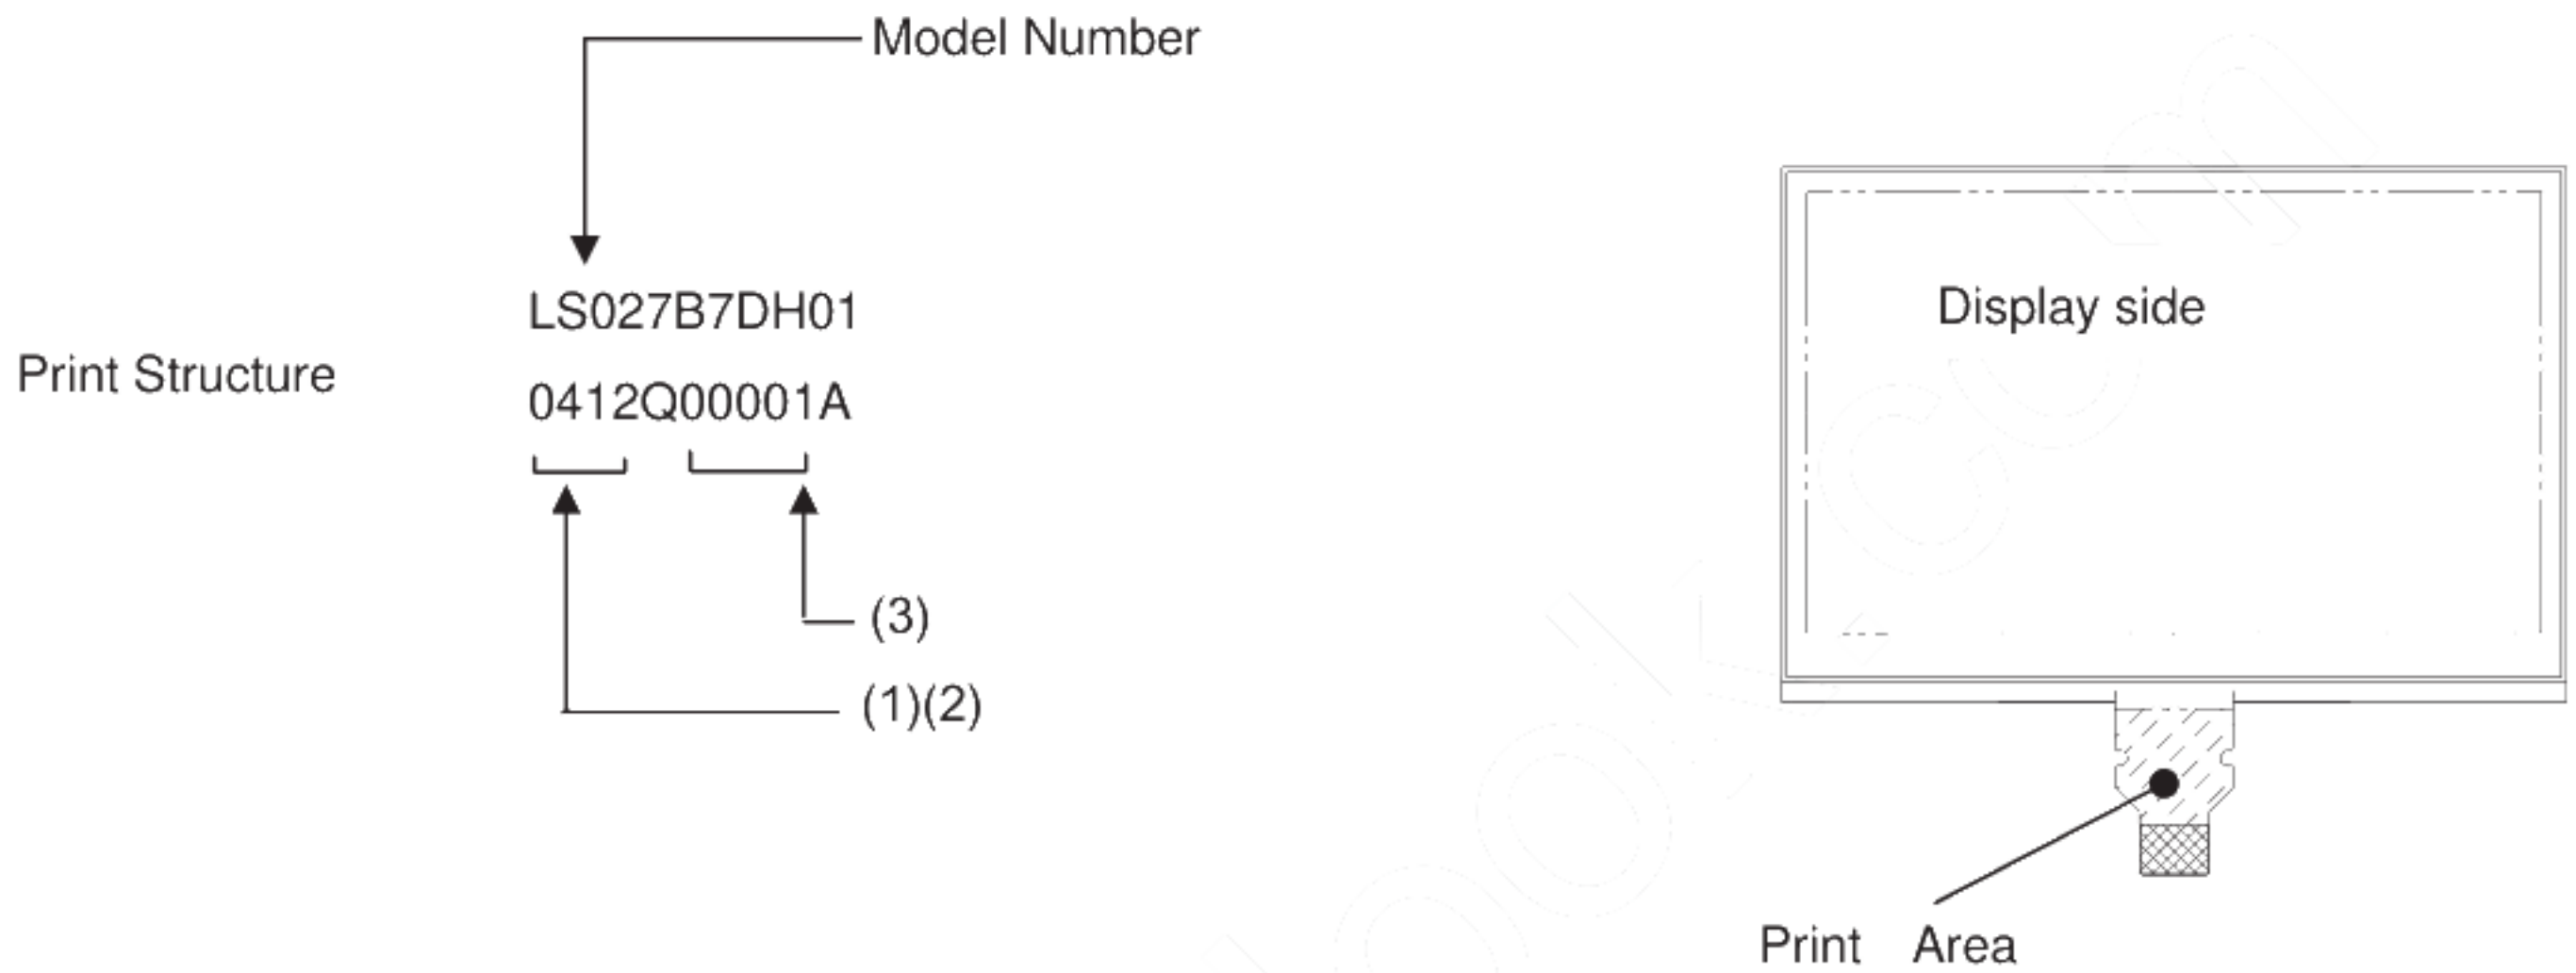 Model Number
LS027B7DH01
Print Structure
0412Q00001A
(3)
(1)(2)
Display side
Print Area